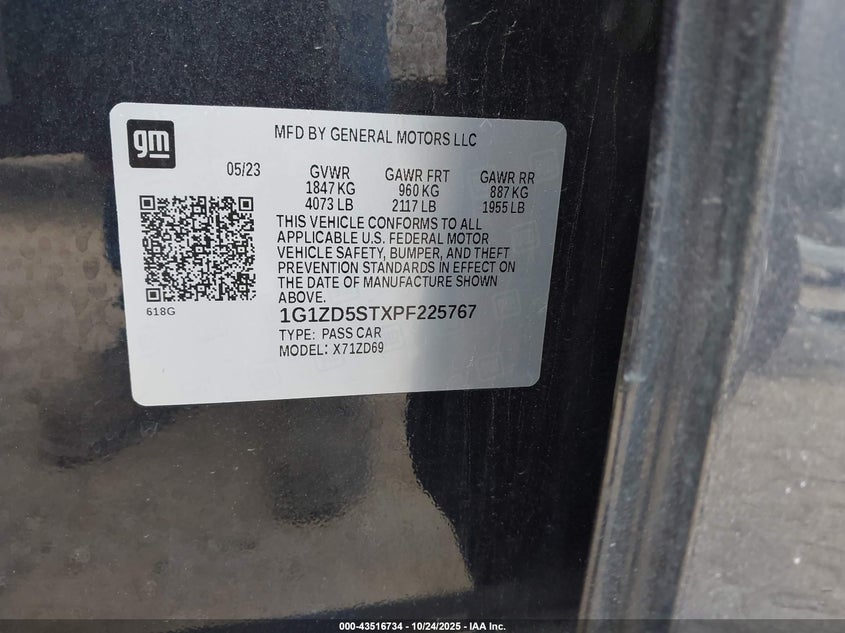 gm
MFD BY GENERAL MOTORS LLC
05/23
GVWR GAWR FRT GAWR RR
1847 KG 960 KG 887 KG
4073 LB 2117 LB 1955 LB
THIS VEHICLE CONFORMS TO ALL
APPLICABLE U.S. FEDERAL MOTOR
VEHICLE SAFETY, BUMPER, AND THEFT
PREVENTION STANDARDS IN EFFECT ON
THE DATE OF MANUFACTURE SHOWN
ABOVE.
618G
1G1ZD5STXPF225767
TYPE: PASS CAR
MODEL: X71ZD69
000-43516734 - 10/24/2025 - IAA Inc.